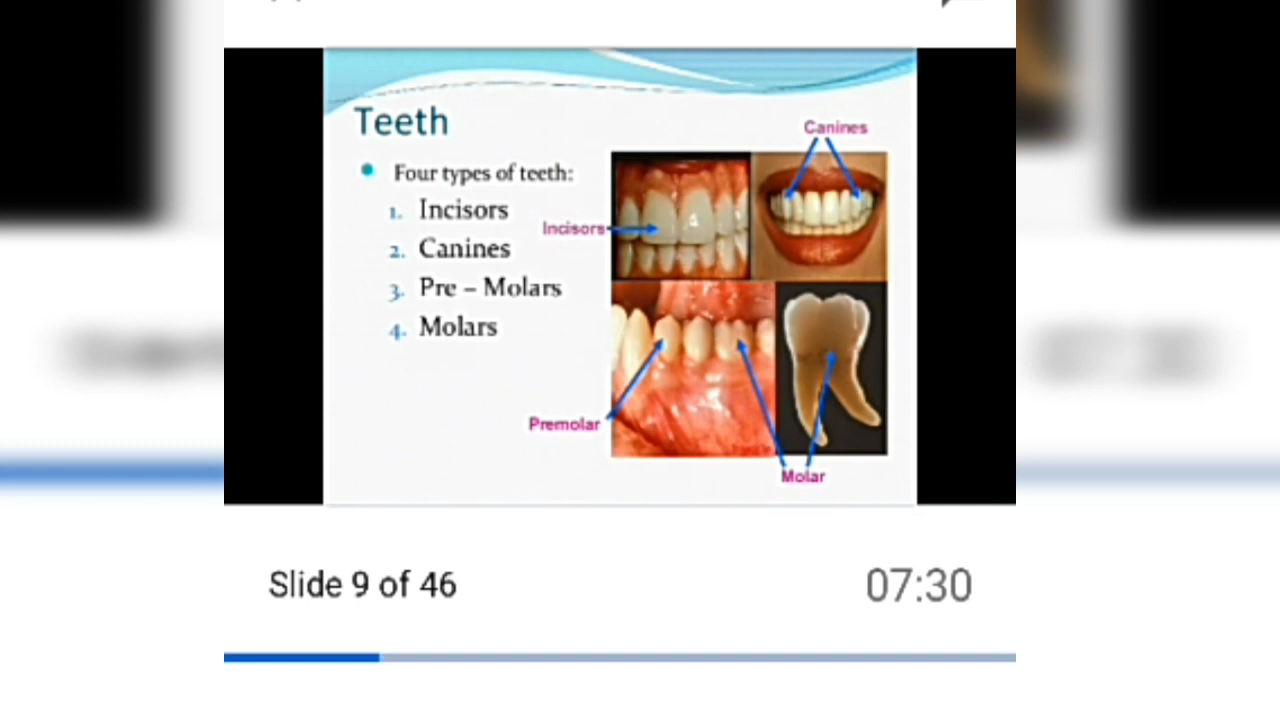 Teeth
Four types of teeth:
1. Incisors
2. Canines
3. Pre – Molars
4. Molars
Canines
Incisors
Premolar
Molar
Slide 9 of 46
07:30